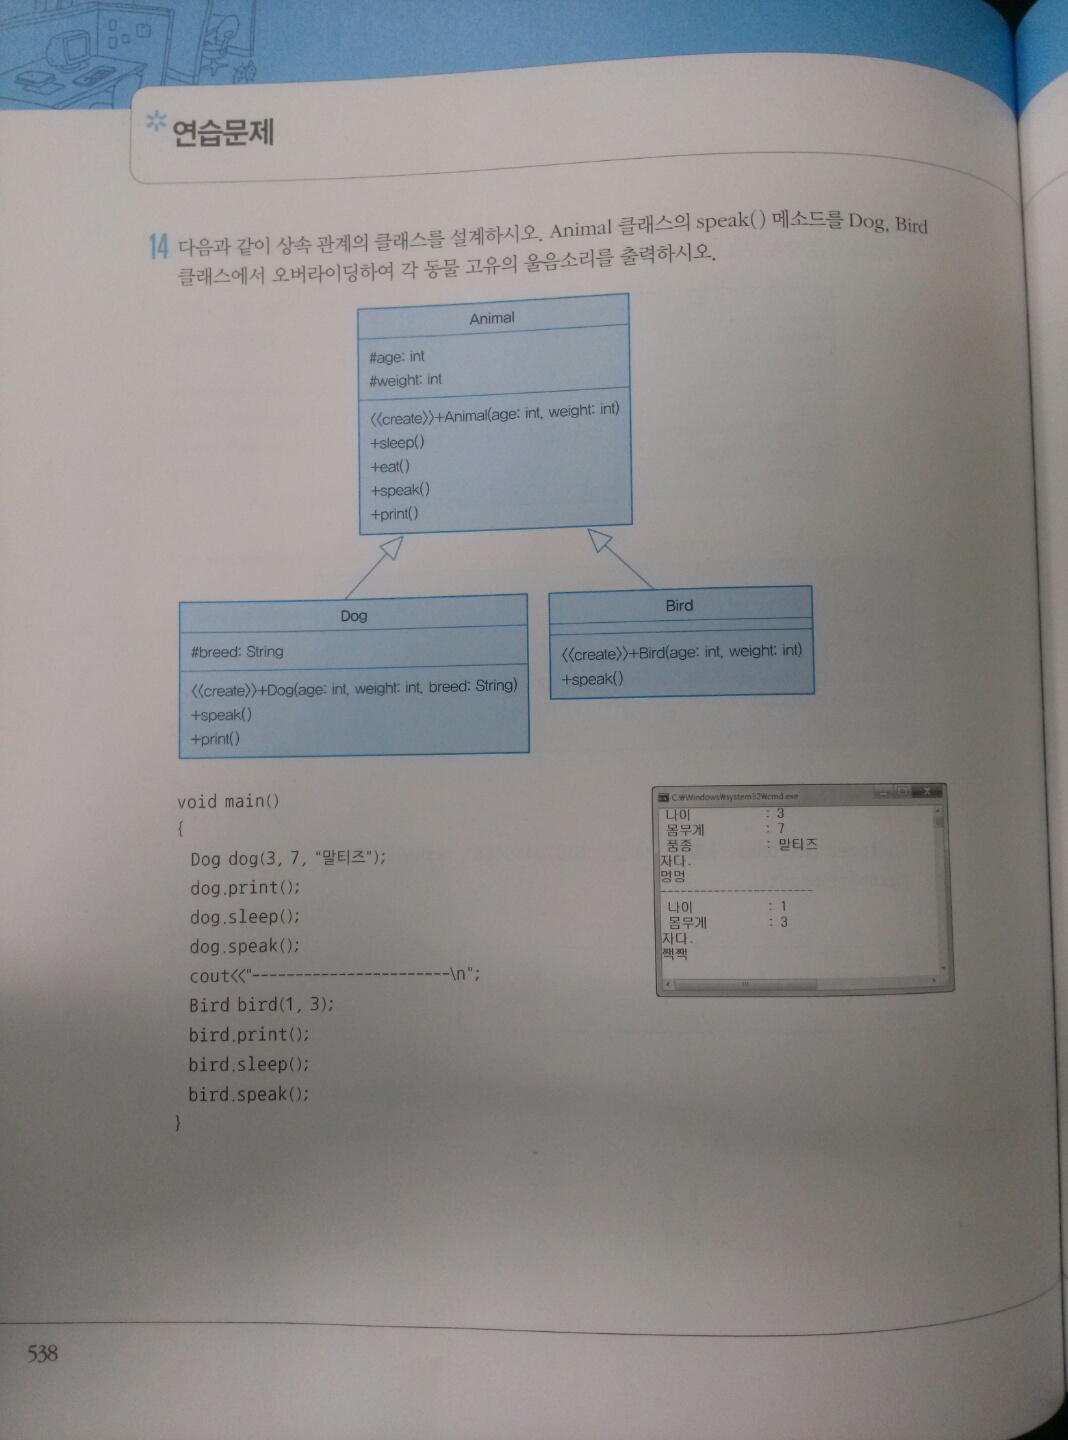 연습문제
14 다음과 같이 상속 관계의 클래스를 설계하시오. Animal 클래스의 speak() 메소드를 Dog, Bird
클래스에서 오버라이딩하여 각 동물 고유의 울음소리를 출력하시오.
Animal
#age: int
#weight: int
《create》+Animal(age: int, weight: int)
+sleep()
+eat()
+speak()
+print()
Dog
#breed: String
《create》+Dog(age: int, weight: int, breed: String)
+speak()
+print()
Bird
《create》+Bird(age: int, weight: int)
+speak()
void main()
{
Dog dog(3, 7, "말티즈");
dog.print();
dog.sleep();
dog.speak();
cout<<"-----------------------\n";
Bird bird(1, 3);
bird.print();
bird.sleep();
bird.speak();
}
C:₩Windows₩system32₩cmd.exe
나이 : 3
몸무게 : 7
품종 : 말티즈
자다.
멍멍
-----------------------
나이 : 1
몸무게 : 3
자다.
짹짹
538